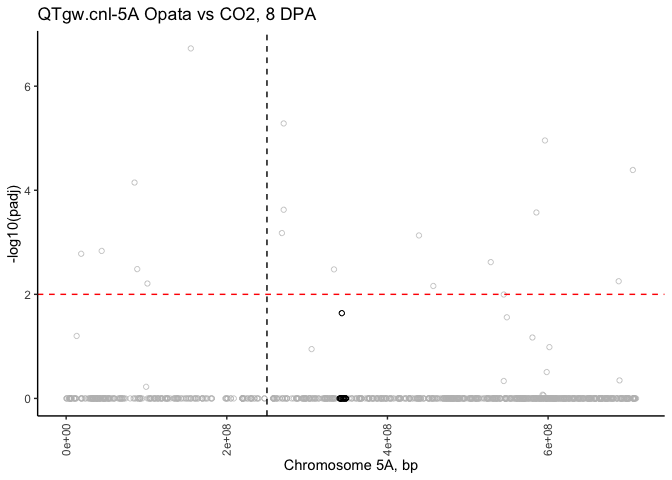 QTgw.cnl-5A Opata vs CO2, 8 DPA
-log10(padj)
6
4
2
0
0e+00
2e+08
4e+08
6e+08
Chromosome 5A, bp